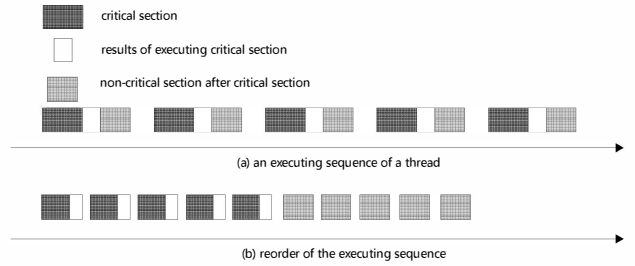 critical section
results of executing critical section
non-critical section after critical section
(a) an executing sequence of a thread
(b) reorder of the executing sequence